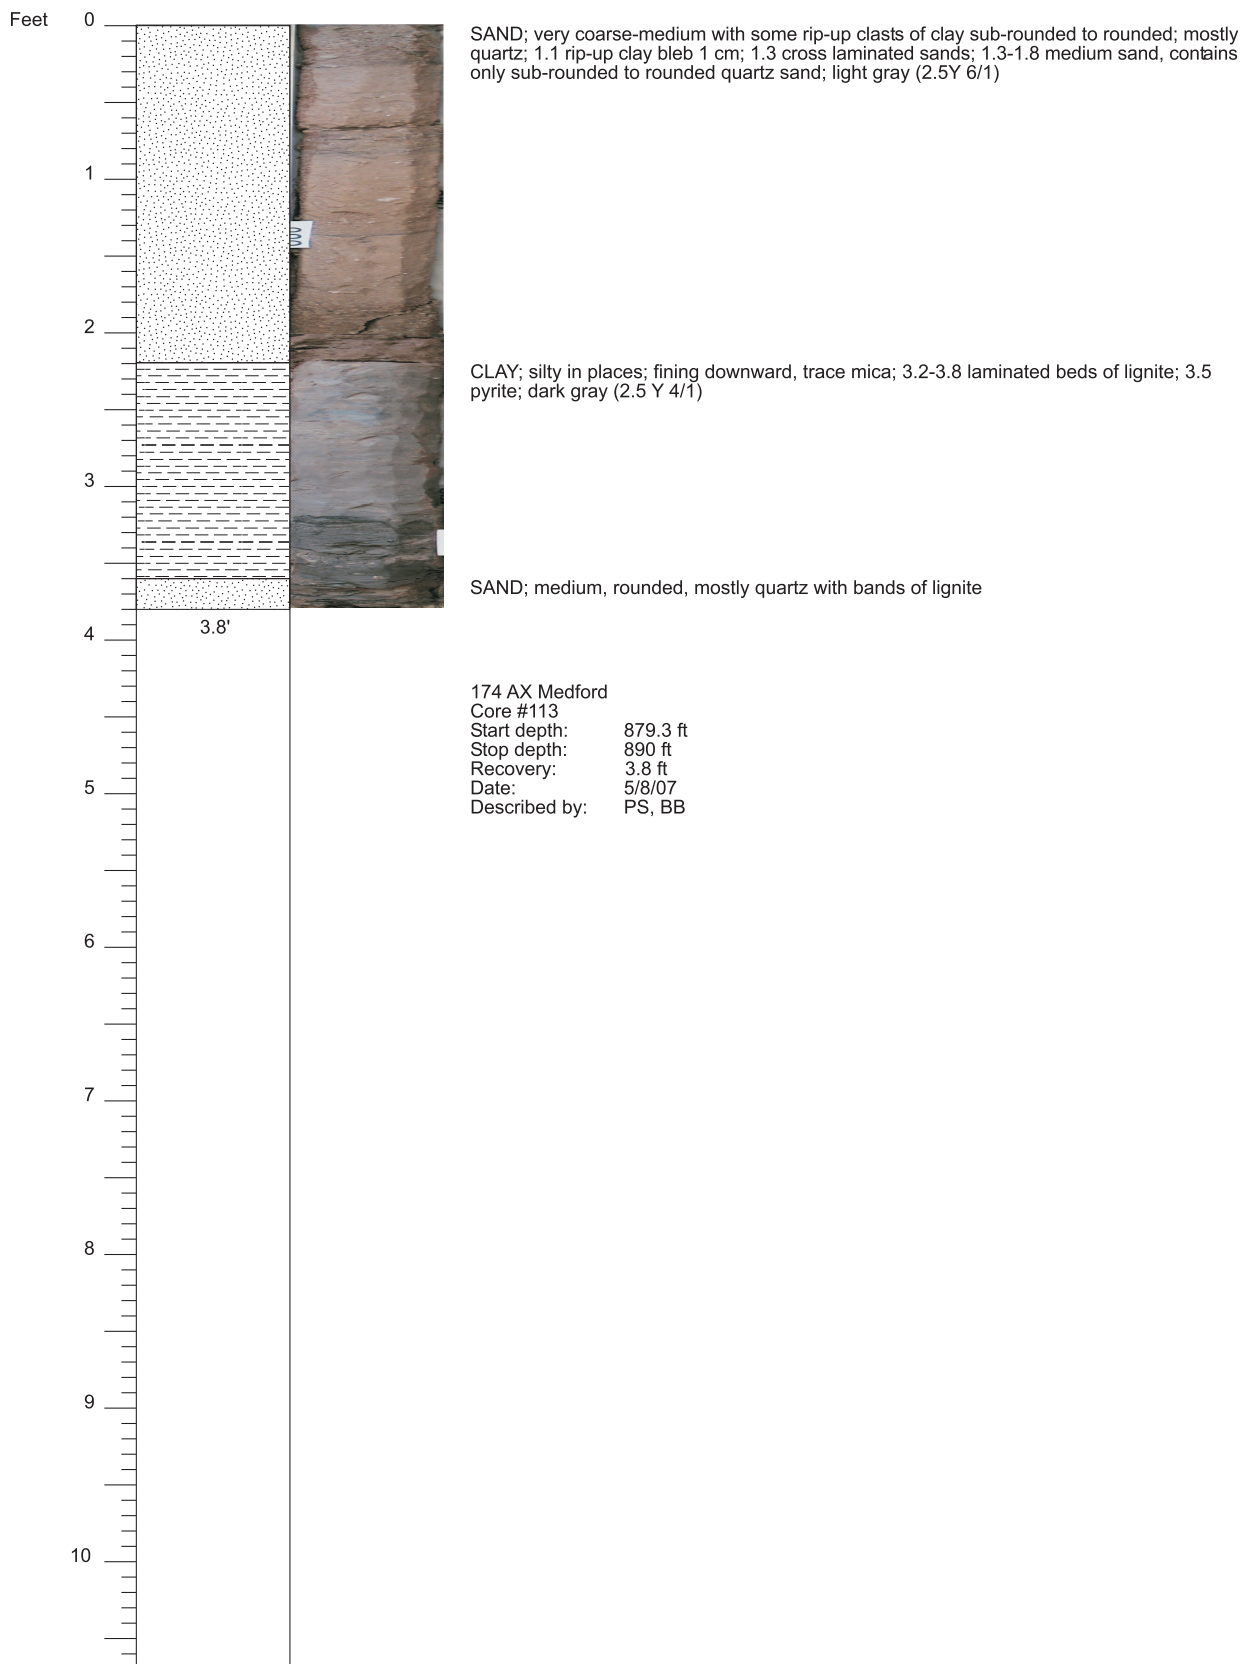 Feet
0
SAND; very coarse-medium with some rip-up clasts of clay sub-rounded to rounded; mostly
quartz; 1.1 rip-up clay bleb 1 cm; 1.3 cross laminated sands; 1.3-1.8 medium sand, contains
only sub-rounded to rounded quartz sand; light gray (2.5Y 6/1)
1
2
CLAY; silty in places; fining downward, trace mica; 3.2-3.8 laminated beds of lignite; 3.5
pyrite; dark gray (2.5 Y 4/1)
3
SAND; medium, rounded, mostly quartz with bands of lignite
3.8'
4
174 AX Medford
Core #113
Start depth: 879.3 ft
Stop depth: 890 ft
Recovery: 3.8 ft
Date: 5/8/07
Described by: PS, BB
5
6
7
8
9
10